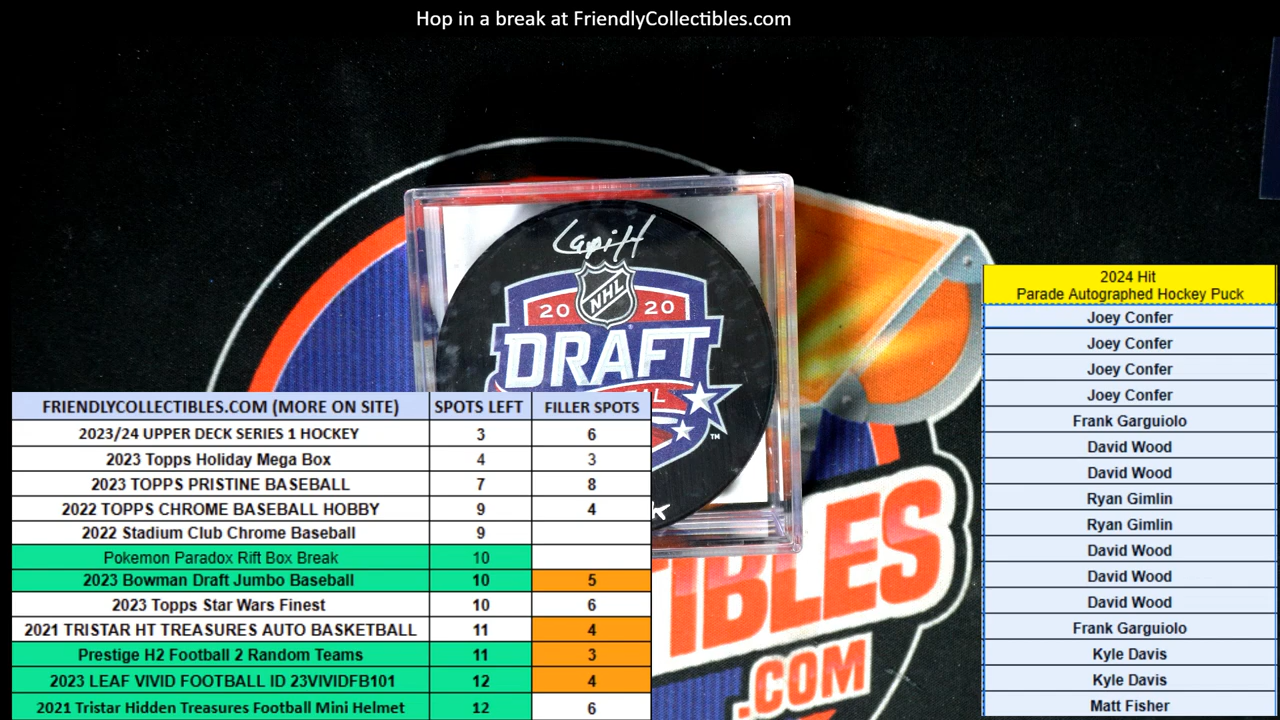 Hop in a break at FriendlyCollectibles.com
NHL
20 20
DRAFT
TM
FRIENDLYCOLLECTIBLES.COM (MORE ON SITE) SPOTS LEFT FILLER SPOTS
2023/24 UPPER DECK SERIES 1 HOCKEY 3 6
2023 Topps Holiday Mega Box 4 3
2023 TOPPS PRISTINE BASEBALL 7 8
2022 TOPPS CHROME BASEBALL HOBBY 9 4
2022 Stadium Club Chrome Baseball 9
Pokemon Paradox Rift Box Break 10
2023 Bowman Draft Jumbo Baseball 10 5
2023 Topps Star Wars Finest 10 6
2021 TRISTAR HT TREASURES AUTO BASKETBALL 11 4
Prestige H2 Football 2 Random Teams 11 3
2023 LEAF VIVID FOOTBALL ID 23VIVIDFB101 12 4
2021 Tristar Hidden Treasures Football Mini Helmet 12 6
IBLES
.COM
2024 Hit
Parade Autographed Hockey Puck
Joey Confer
Joey Confer
Joey Confer
Joey Confer
Frank Garguiolo
David Wood
David Wood
Ryan Gimlin
Ryan Gimlin
David Wood
David Wood
David Wood
Frank Garguiolo
Kyle Davis
Kyle Davis
Matt Fisher